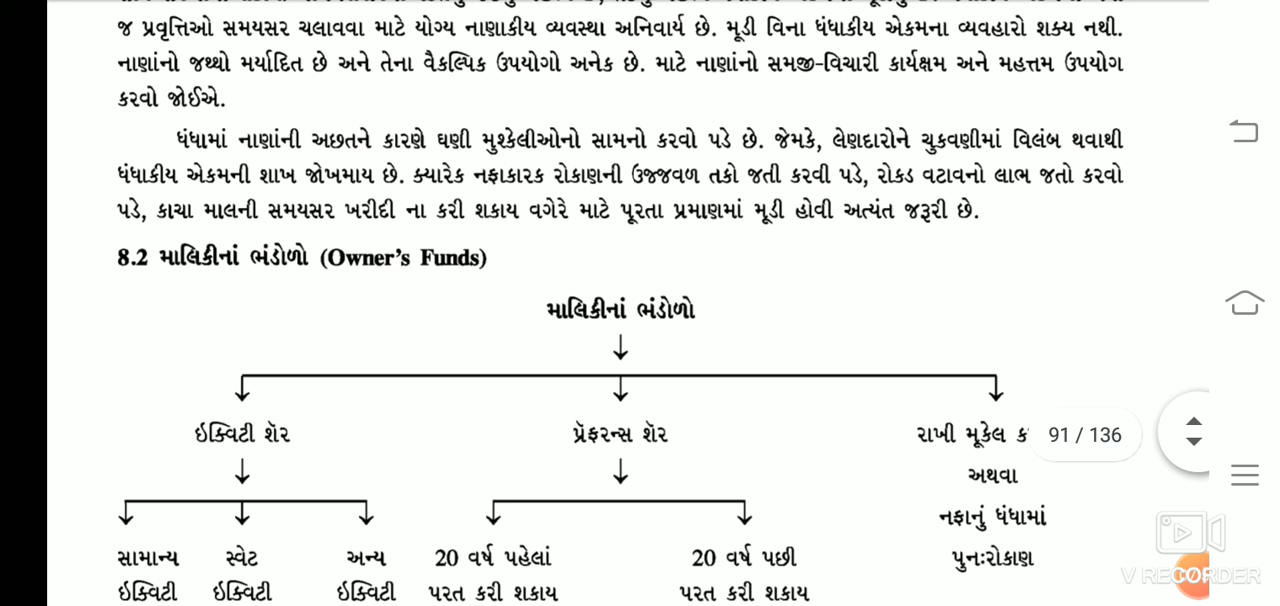 જ પ્રવૃત્તિઓ સમયસર ચલાવવા માટે યોગ્ય નાણાકીય વ્યવસ્થા અનિવાર્ય છે. મૂડી વિના ધંધાકીય એકમના વ્યવહારો શક્ય નથી.
નાણાંનો જથ્થો મર્યાદિત છે અને તેના વૈકલ્પિક ઉપયોગો અનેક છે. માટે નાણાંનો સમજી-વિચારી કાર્યક્ષમ અને મહત્તમ ઉપયોગ
કરવો જોઈએ.
ધંધામાં નાણાંની અછતને કારણે ઘણી મુશ્કેલીઓનો સામનો કરવો પડે છે. જેમકે, લેણદારોને ચુકવણીમાં વિલંબ થવાથી
ધંધાકીય એકમની શાખ જોખમાય છે. ક્યારેક નફાકારક રોકાણની ઉજ્જવળ તકો જતી કરવી પડે, રોકડ વટાવનો લાભ જતો કરવો
પડે, કાચા માલની સમયસર ખરીદી ના કરી શકાય વગેરે માટે પૂરતા પ્રમાણમાં મૂડી હોવી અત્યંત જરૂરી છે.
8.2 માલિકીનાં ભંડોળો (Owner's Funds)
માલિકીનાં ભંડોળો
ઇક્વિટી શૅર પ્રૅફરન્સ શૅર રાખી મૂકેલ 91 / 136
અથવા
નફાનું ધંધામાં
સામાન્ય સ્વેટ અન્ય 20 વર્ષ પહેલાં 20 વર્ષ પછી પુનઃરોકાણ
ઇક્વિટી ઇક્વિટી ઇક્વિટી પરત કરી શકાય પરત કરી શકાય
V RECORDER